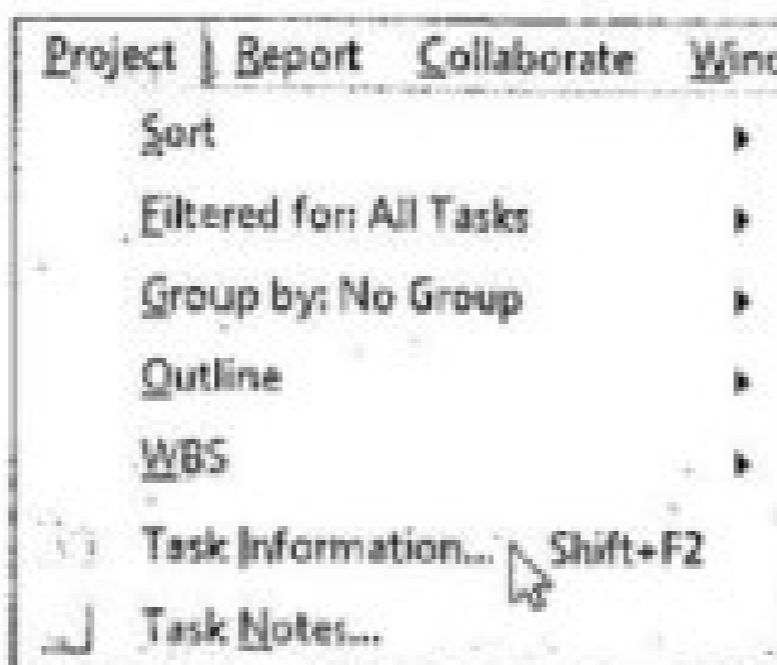 Project Report Collaborate Wind
Sort
Filtered for: All Tasks
Group by: No Group
Outline
WBS
Task Information... Shift+F2
Task Notes...